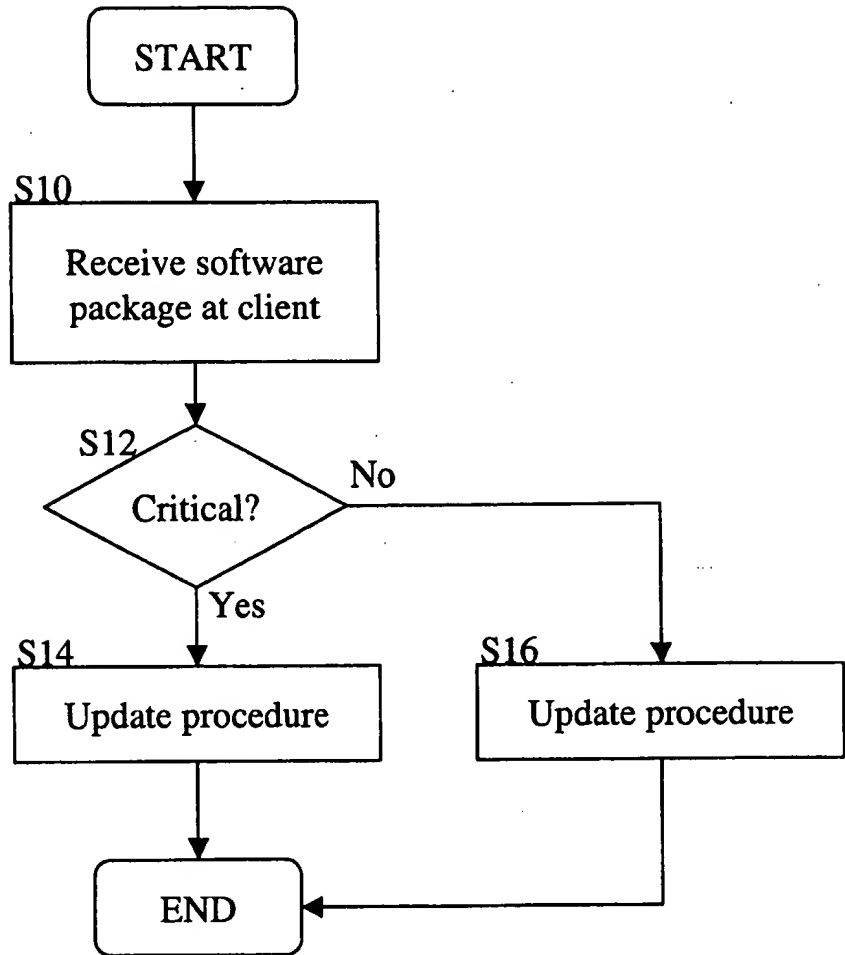 START
S10
Receive software
package at client
S12
Critical?
No
Yes
S14
Update procedure
S16
Update procedure
END